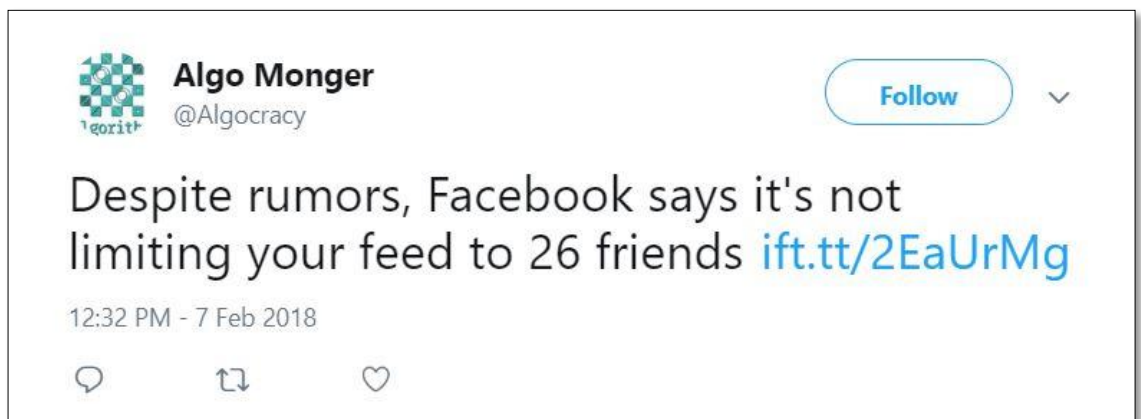 lgorith
Algo Monger
@Algocracy
Follow
Despite rumors, Facebook says it's not
limiting your feed to 26 friends ift.tt/2EaUrMg
12:32 PM - 7 Feb 2018